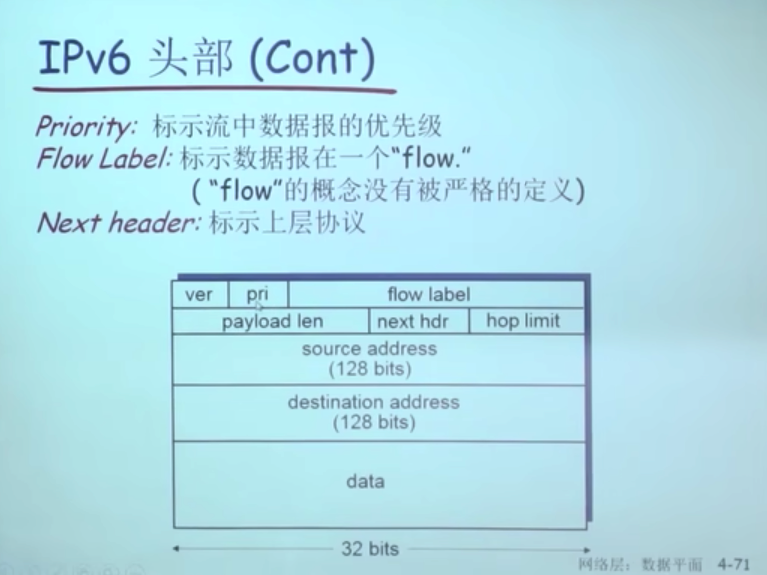 IPv6 头部 (Cont)
Priority: 标示流中数据报的优先级
Flow Label: 标示数据报在一个“flow.”
( “flow”的概念没有被严格的定义)
Next header: 标示上层协议
ver pri flow label
payload len next hdr hop limit
source address
(128 bits)
destination address
(128 bits)
data
32 bits
网络层：数据平面 4-71